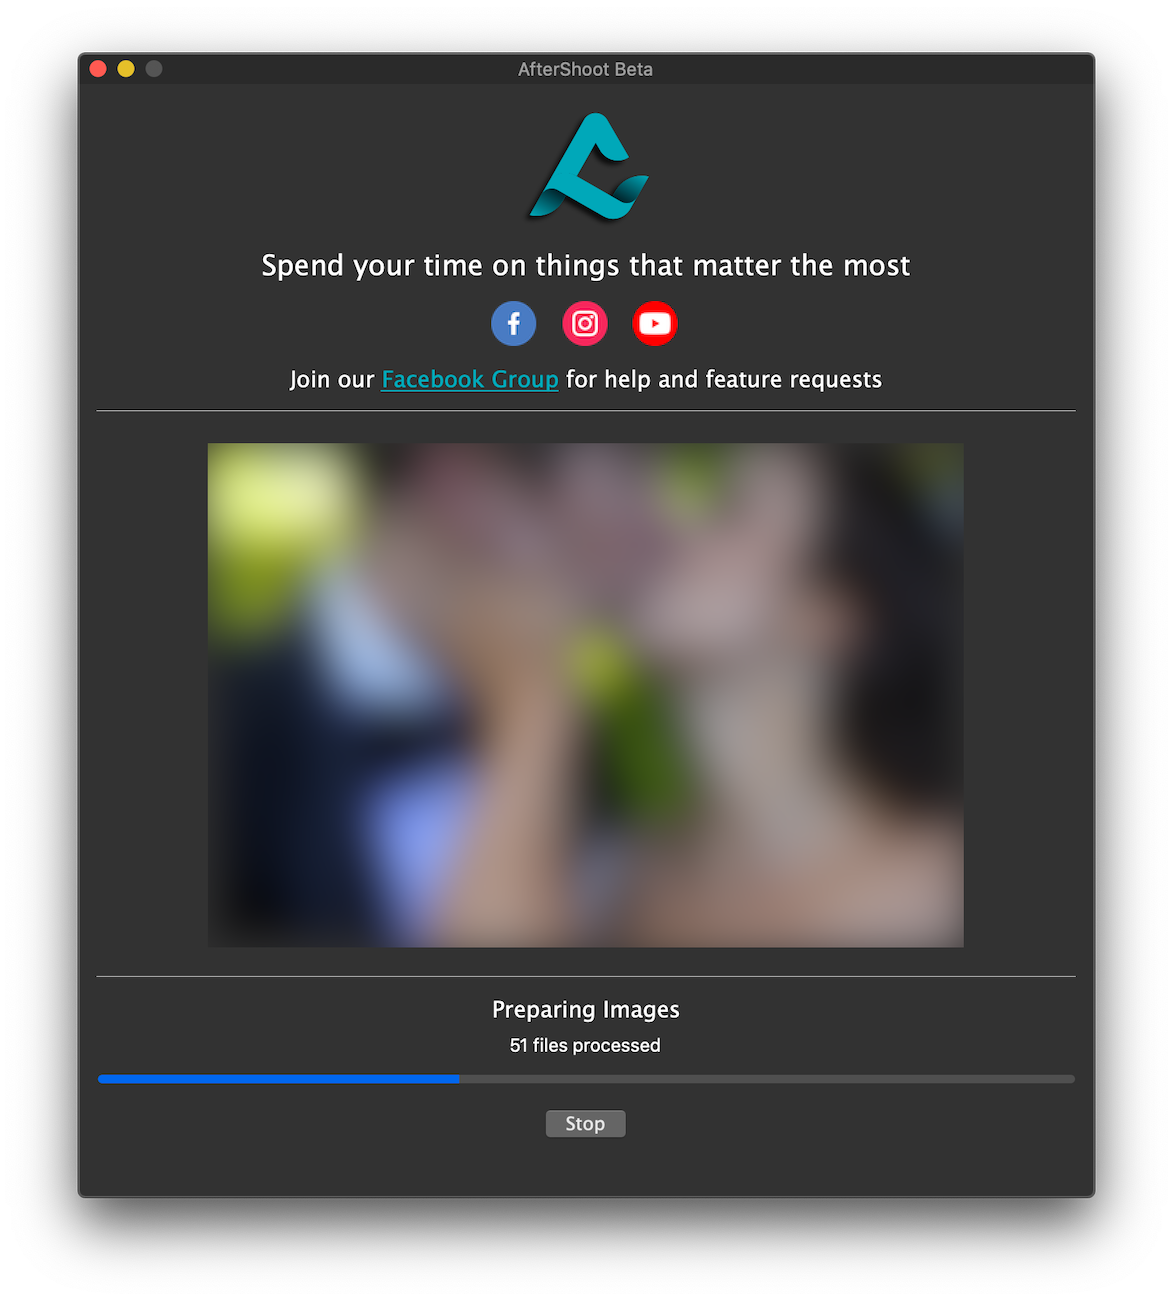 AfterShoot Beta
Spend your time on things that matter the most
Join our Facebook Group for help and feature requests
Preparing Images
51 files processed
Stop